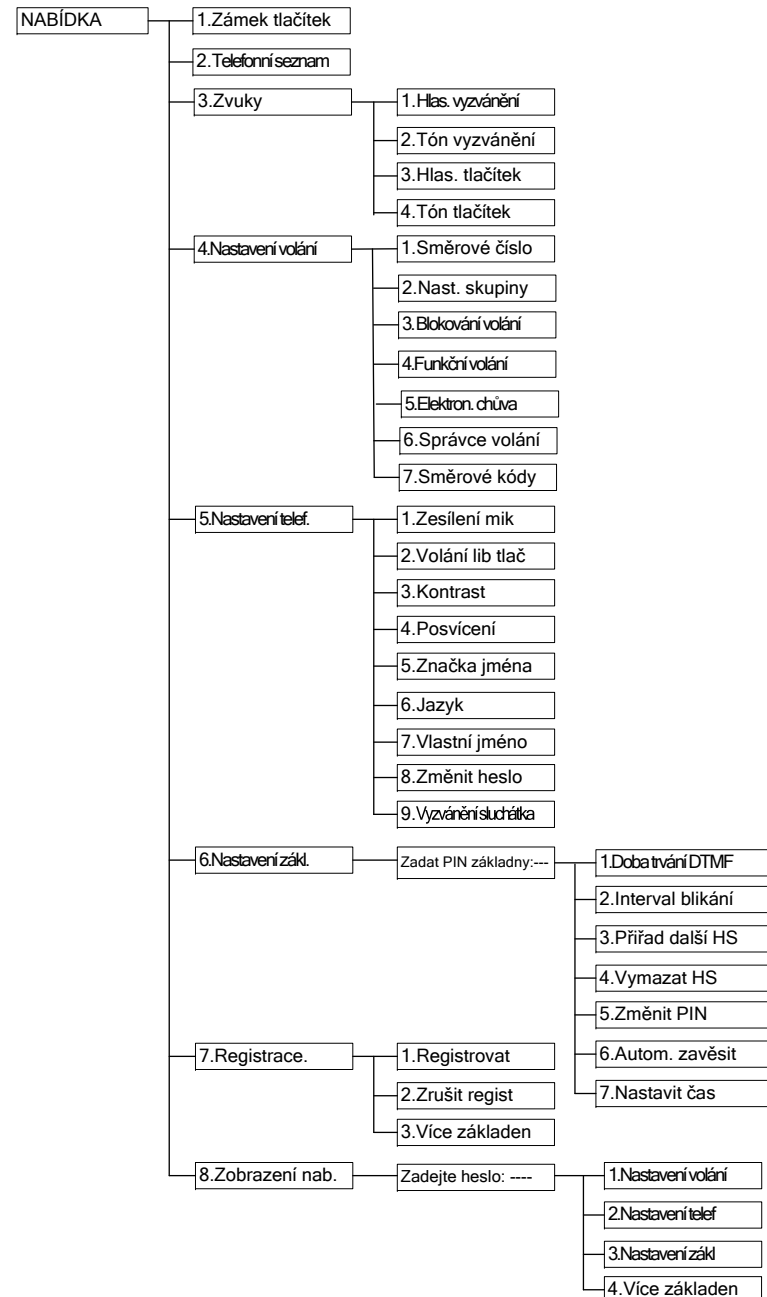 NABÍDKA
1.Zámek tlačítek
2.Telefonní seznam
3.Zvuky
1.Hlas. vyzvánění
2.Tón vyzvánění
3.Hlas. tlačítek
4.Tón tlačítek
4.Nastavení volání
1.Směrové číslo
2.Nast. skupiny
3.Blokování volání
4.Funkční volání
5.Elektron. chůva
6.Správce volání
7.Směrové kódy
5.Nastavení telef.
1.Zesílení mik
2.Volání lib tlač
3.Kontrast
4.Posvícení
5.Značka jména
6.Jazyk
7.Vlastní jméno
8.Změnit heslo
9.Vyzvánění sluchátka
6.Nastavení zákl.
Zadat PIN základny:---
1.Doba trvání DTMF
2.Interval blikání
3.Přiřad další HS
4.Vymazat HS
5.Změnit PIN
6.Autom. zavěsit
7.Nastavit čas
7.Registrace.
1.Registrovat
2.Zrušit regist
3.Více základen
8.Zobrazení nab.
Zadejte heslo: ----
1.Nastavení volání
2.Nastavení telef
3.Nastavení zákl
4.Více základen